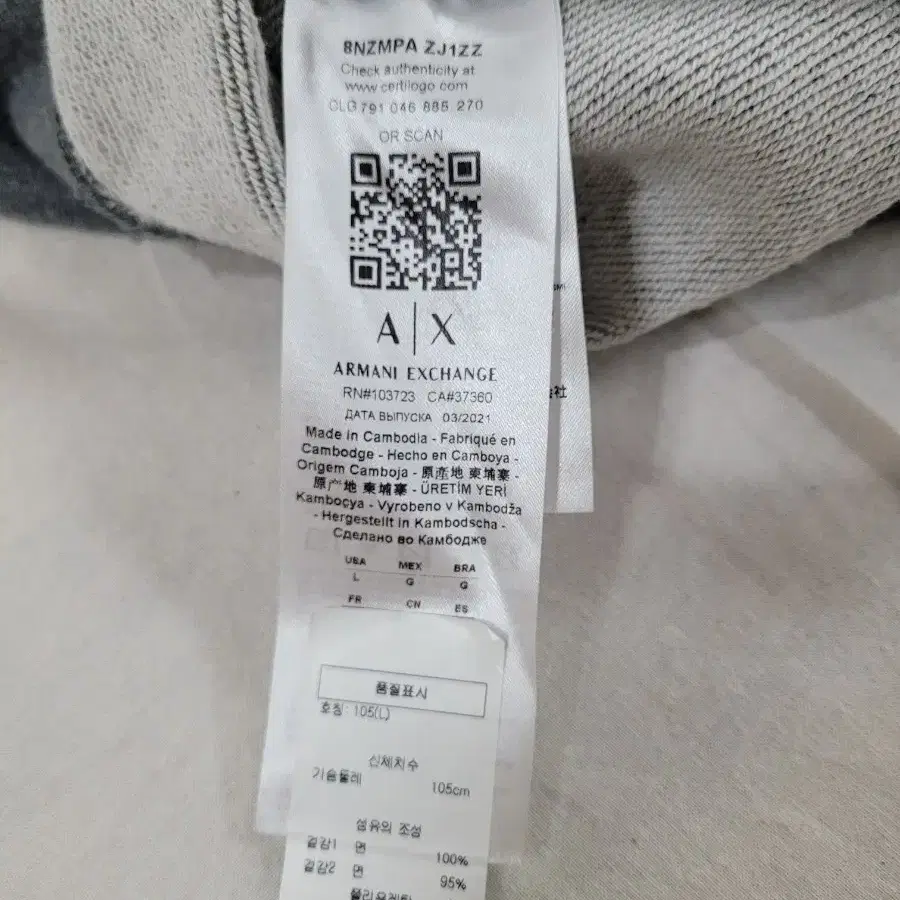 8NZMPA ZJ1ZZ
Check authenticity at
www.certilogo.com
CLG 791 046 885 270
OR SCAN
A|X
ARMANI EXCHANGE
RN#103723 CA#37360
ДАТА ВЫПУСКА 03/2021
Made in Cambodia - Fabriqué en
Cambodge - Hecho en Camboya -
Origem Camboja - 原産地 柬埔寨 -
原产地 柬埔寨 - ÜRETİM YERİ
Kamboçya - Vyrobeno v Kambodža
- Hergestellt in Kambodscha -
Сделано во Камбодже
USA MEX BRA
L G G
FR CN ES
품질표시
호칭: 105(L)
신체치수
가슴둘레 105cm
섬유의 조성
겉감1 면 100%
겉감2 면 95%